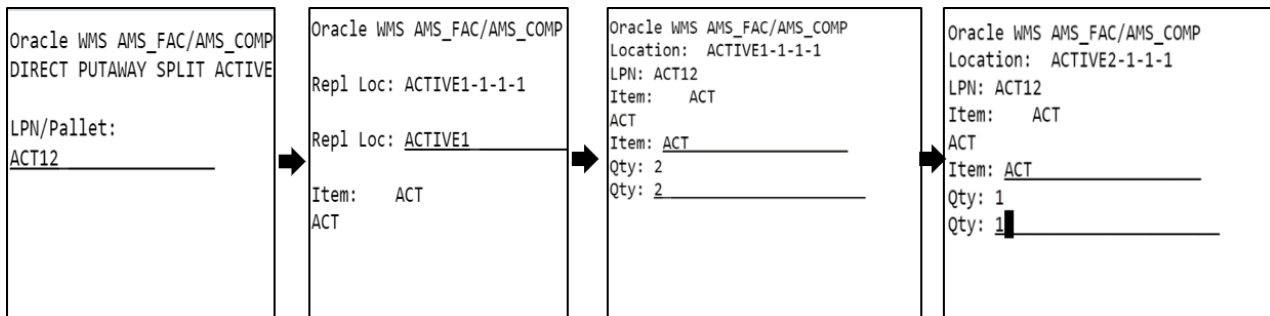 Oracle WMS AMS_FAC/AMS_COMP
DIRECT PUTAWAY SPLIT ACTIVE
LPN/Pallet:
ACT12
Oracle WMS AMS_FAC/AMS_COMP
Repl Loc: ACTIVE1-1-1-1
Repl Loc: ACTIVE1
Item: ACT
ACT
Oracle WMS AMS_FAC/AMS_COMP
Location: ACTIVE1-1-1-1
LPN: ACT12
Item: ACT
ACT
Item: ACT
Qty: 2
Qty: 2
Oracle WMS AMS_FAC/AMS_COMP
Location: ACTIVE2-1-1-1
LPN: ACT12
Item: ACT
ACT
Item: ACT
Qty: 1
Qty: 1